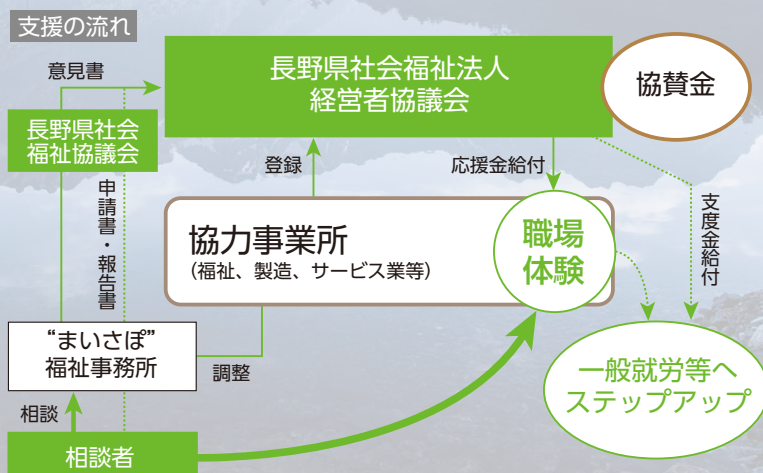 支援の流れ
意見書
長野県社会福祉法人
経営者協議会
協賛金
長野県社会
福祉協議会
登録
応援金給付
申請書・報告書
支度金給付
協力事業所
（福祉、製造、サービス業等）
職場
体験
“まいさぽ”
福祉事務所
調整
一般就労等へ
ステップアップ
相談
相談者